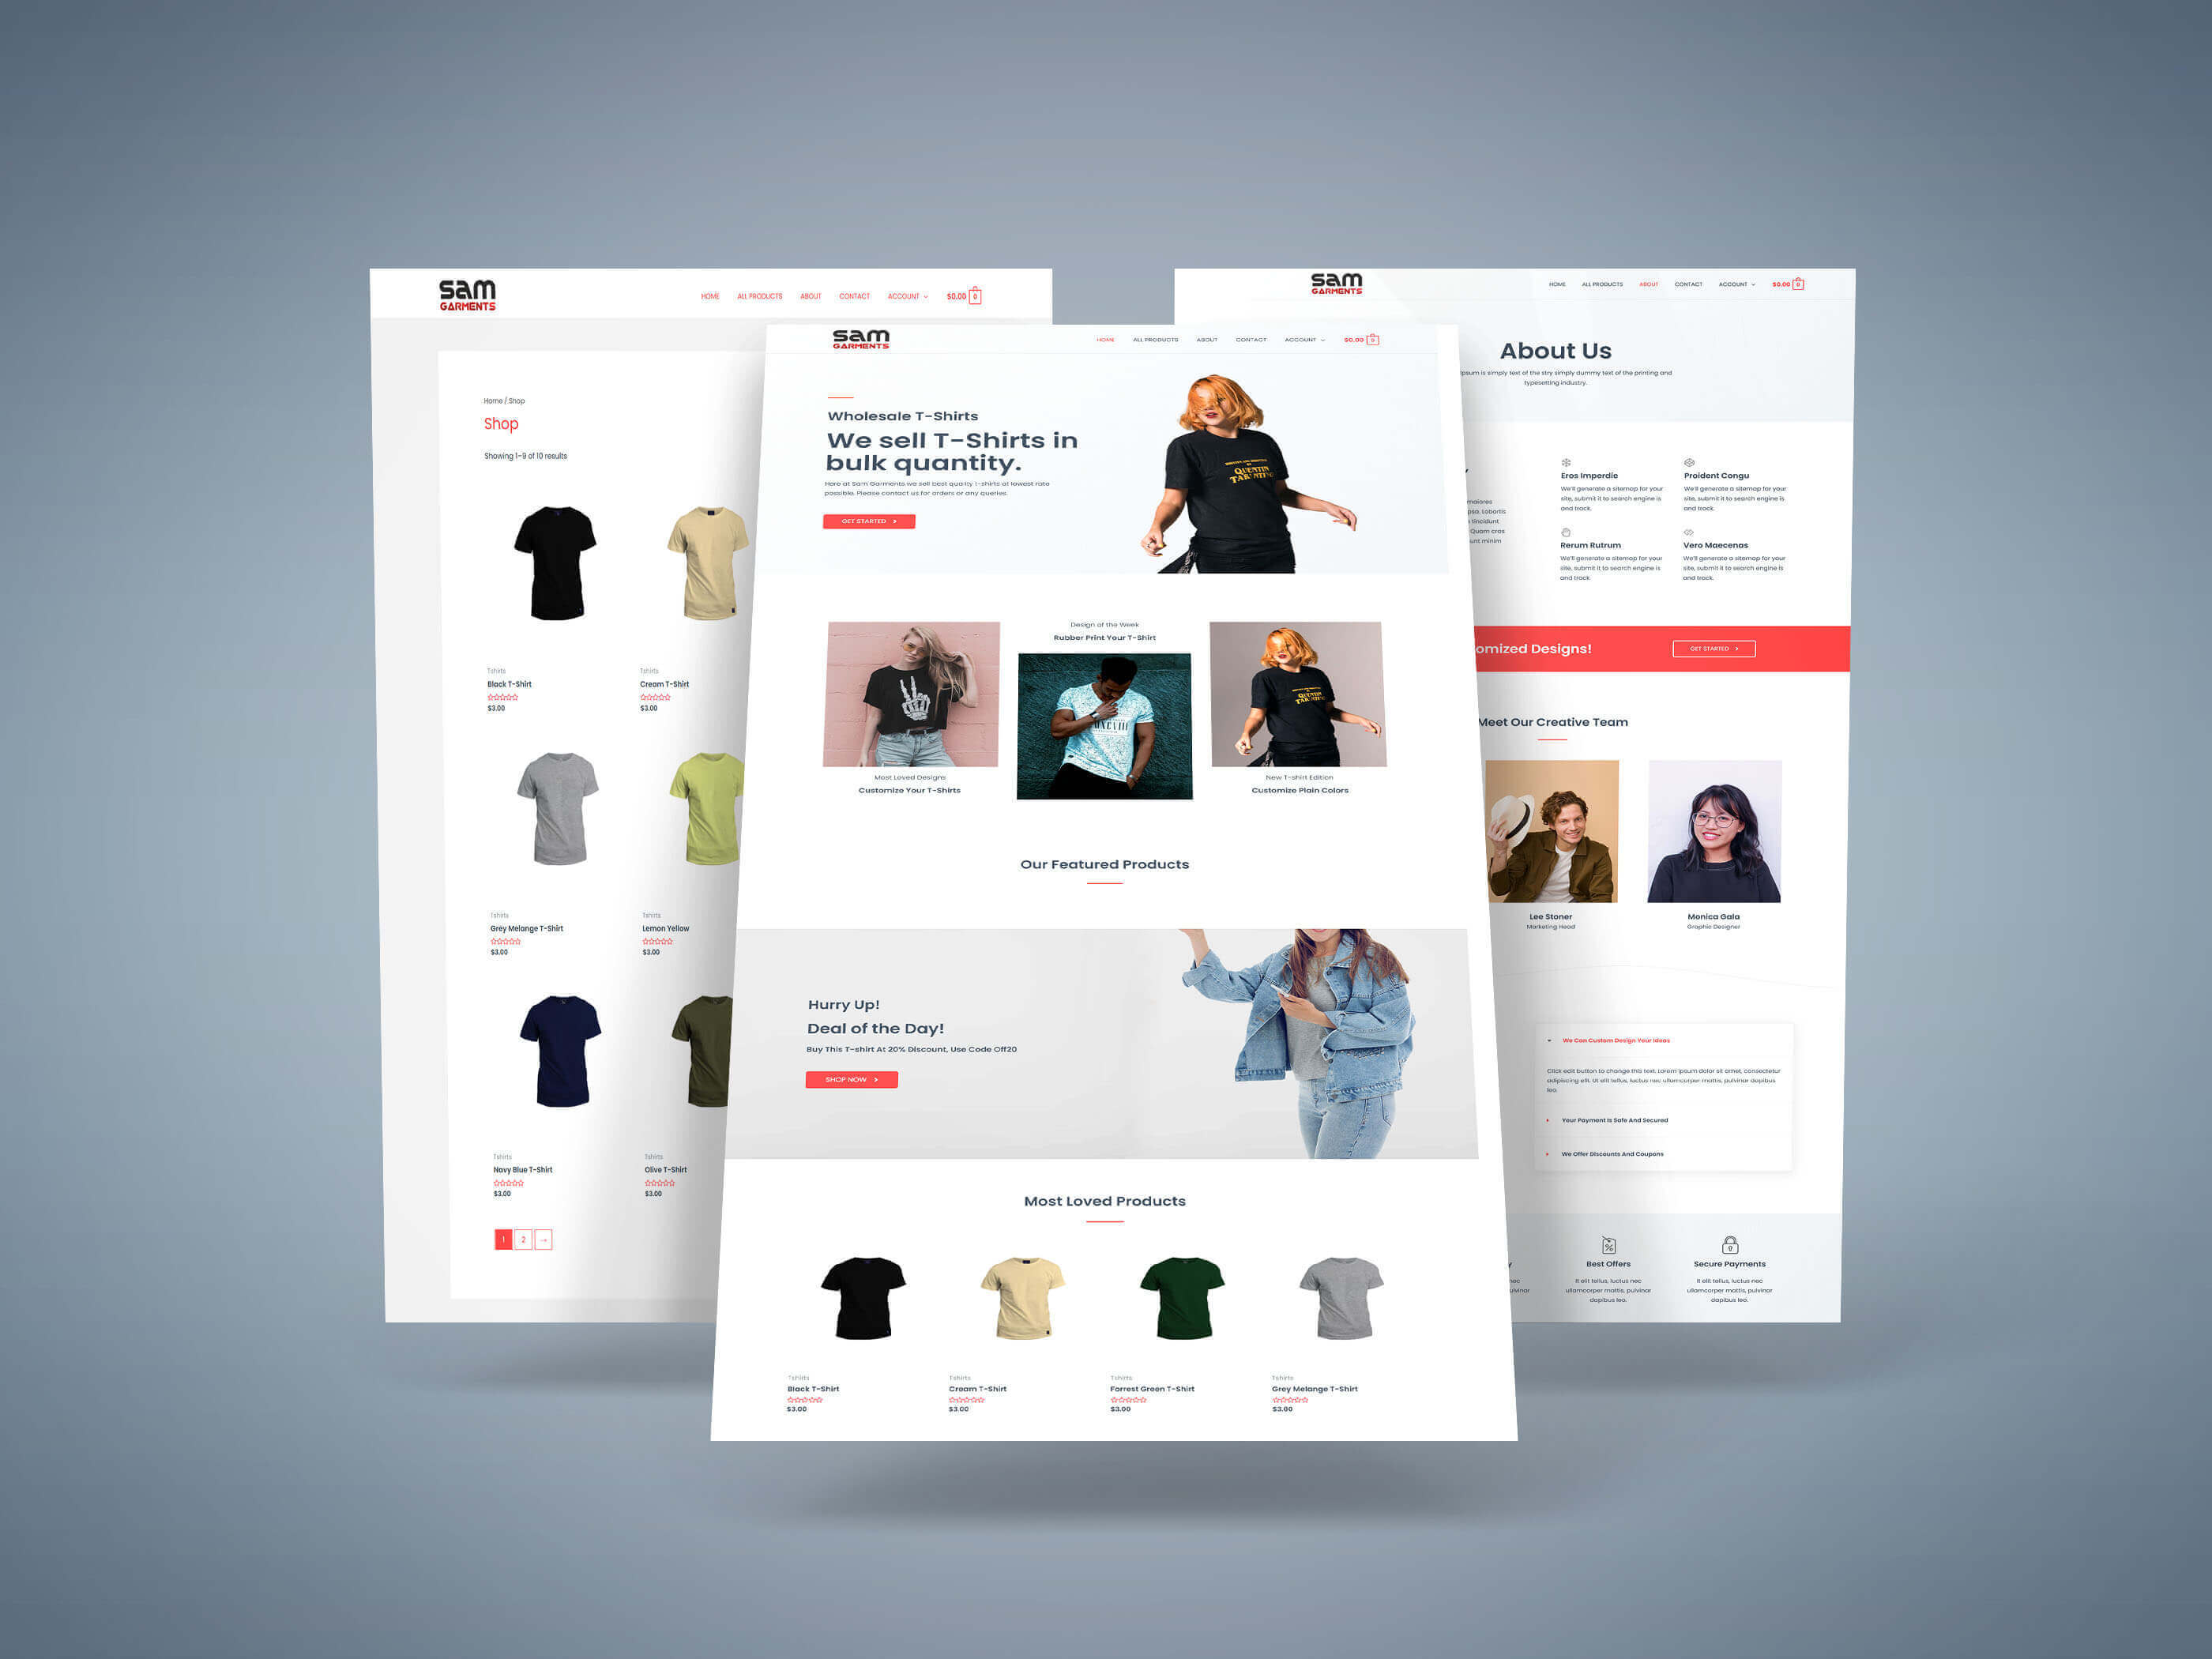 sam
GARMENTS
HOME ALL PRODUCTS ABOUT CONTACT ACCOUNT $0.00 0
Home / Shop
Shop
Showing 1–9 of 10 results
Tshirts
Black T-Shirt
$3.00
Tshirts
Cream T-Shirt
$3.00
Tshirts
Grey Melange T-Shirt
$3.00
Tshirts
Lemon Yellow
$3.00
Tshirts
Navy Blue T-Shirt
$3.00
Tshirts
Olive T-Shirt
$3.00
1 2 →
sam
GARMENTS
HOME ALL PRODUCTS ABOUT CONTACT ACCOUNT $0.00 0
Wholesale T-Shirts
We sell T-Shirts in
bulk quantity.
Here at Sam Garments we sell best quality t-shirts at lowest rate
possible. Please contact us for orders or any queries.
GET STARTED >
QUENTIN
TARANTINO
Most Loved Designs
Customize Your T-Shirts
Design of the Week
Rubber Print Your T-Shirt
QUENTIN
New T-shirt Edition
Customize Plain Colors
Our Featured Products
Hurry Up!
Deal of the Day!
Buy This T-shirt At 20% Discount, Use Code Off20
SHOP NOW >
Most Loved Products
Tshirts
Black T-Shirt
$3.00
Tshirts
Cream T-Shirt
$3.00
Tshirts
Forrest Green T-Shirt
$3.00
Tshirts
Grey Melange T-Shirt
$3.00
sam
GARMENTS
HOME ALL PRODUCTS ABOUT CONTACT ACCOUNT $0.00 0
About Us
psum is simply text of the stry simply dummy text of the printing and
typesetting industry.
y
maiores
psa. Lobortis
tincidunt
Quam cras
unt minim
Eros Imperdie
We'll generate a sitemap for your
site, submit it to search engine is
and track.
Proident Congu
We'll generate a sitemap for your
site, submit it to search engine is
and track.
Rerum Rutrum
We'll generate a sitemap for your
site, submit it to search engine is
and track.
Vero Maecenas
We'll generate a sitemap for your
site, submit it to search engine is
and track.
omized Designs!
GET STARTED >
Meet Our Creative Team
Lee Stoner
Marketing Head
Monica Gala
Graphic Designer
We Can Custom Design Your Ideas
Click edit button to change this text. Lorem ipsum dolor sit amet, consectetur
adipiscing elit. Ut elit tellus, luctus nec ullamcorper mattis, pulvinar dapibus
leo.
Your Payment Is Safe And Secured
We Offer Discounts And Coupons
y
nec
ulvinar
Best Offers
It elit tellus, luctus nec
ullamcorper mattis, pulvinar
dapibus leo.
Secure Payments
It elit tellus, luctus nec
ullamcorper mattis, pulvinar
dapibus leo.